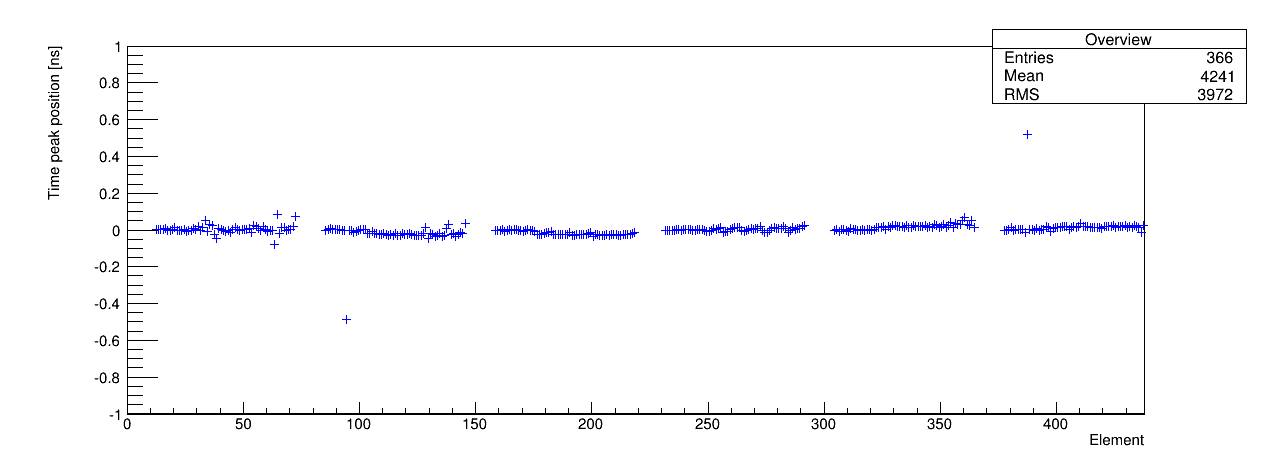 Overview
Entries 366
Mean 4241
RMS 3972
Time peak position [ns]
1
0.8
0.6
0.4
0.2
0
-0.2
-0.4
-0.6
-0.8
-1
0 50 100 150 200 250 300 350 400
Element